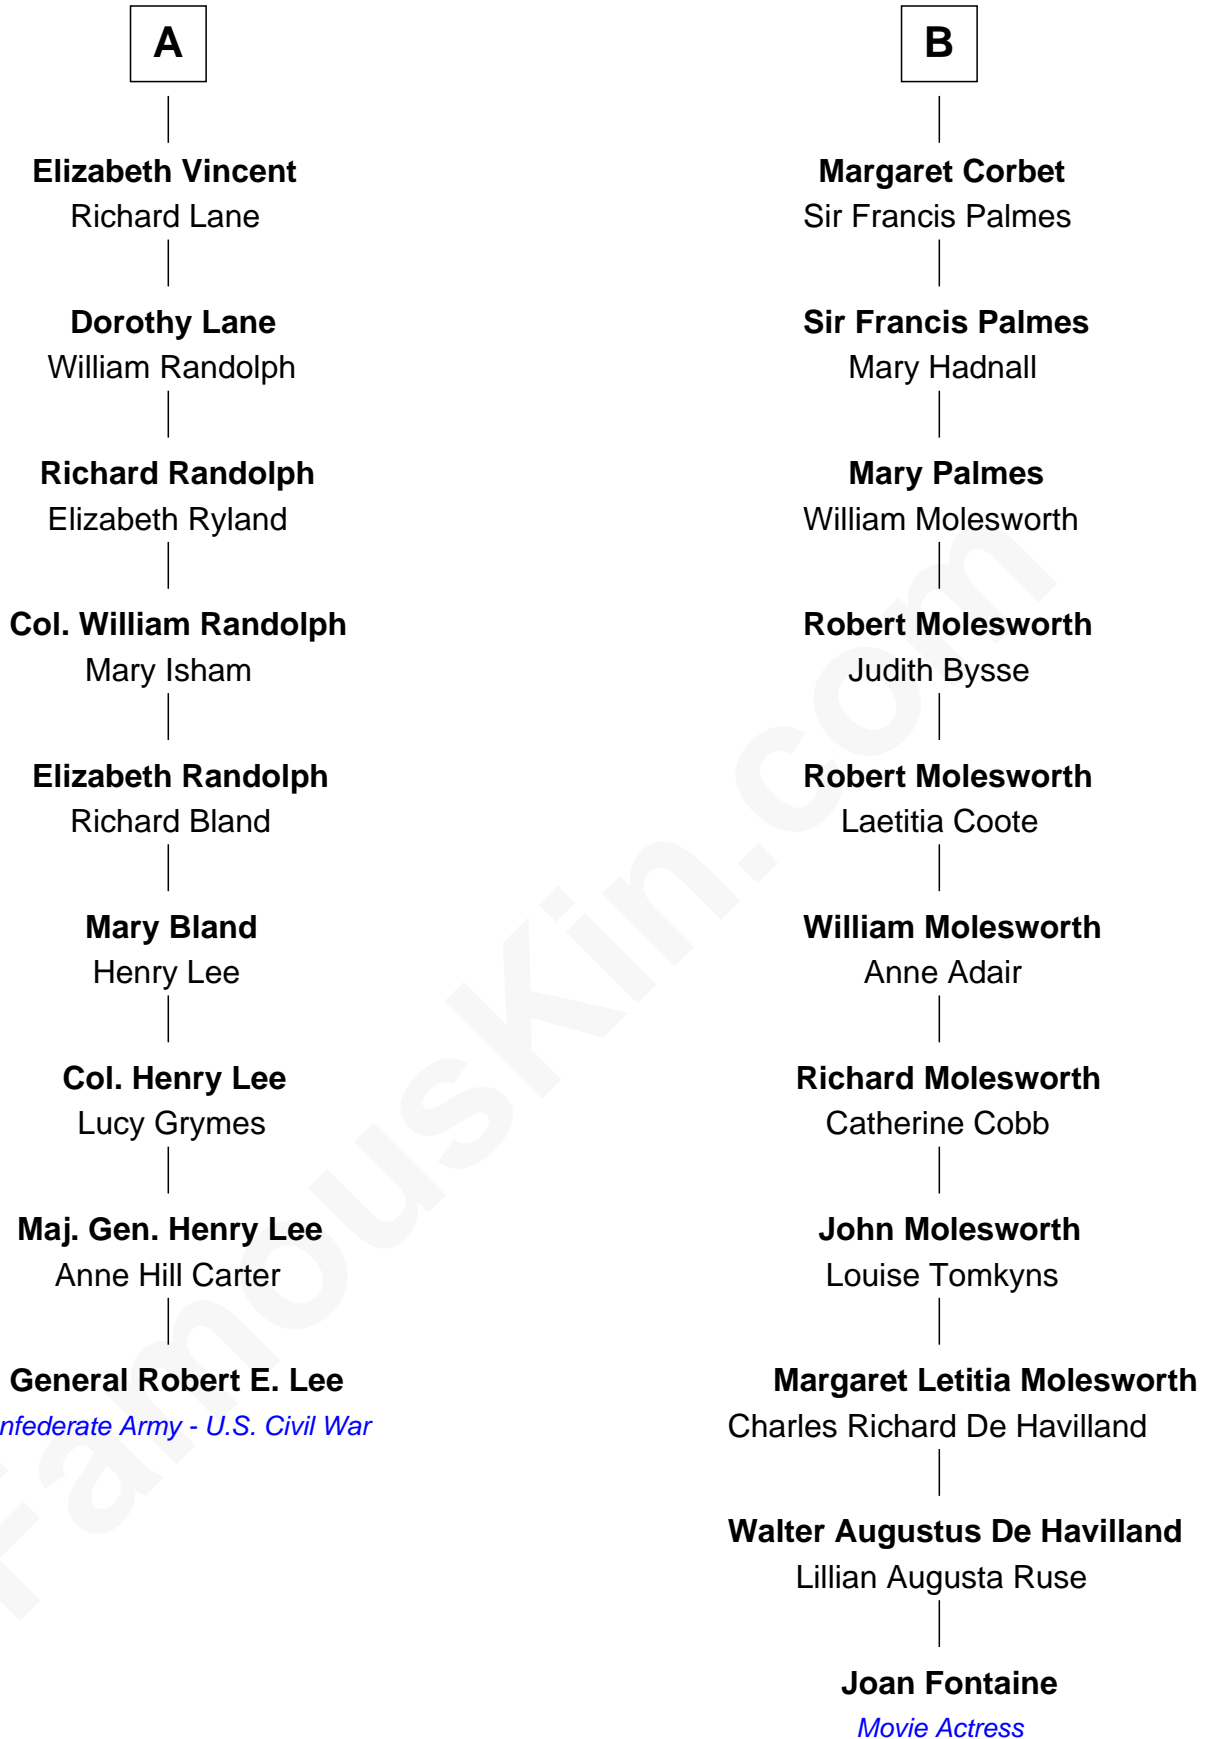 A
Elizabeth Vincent
Richard Lane
Dorothy Lane
William Randolph
Richard Randolph
Elizabeth Ryland
Col. William Randolph
Mary Isham
Elizabeth Randolph
Richard Bland
Mary Bland
Henry Lee
Col. Henry Lee
Lucy Grymes
Maj. Gen. Henry Lee
Anne Hill Carter
General Robert E. Lee
nfederate Army - U.S. Civil War
B
Margaret Corbet
Sir Francis Palmes
Sir Francis Palmes
Mary Hadnall
Mary Palmes
William Molesworth
Robert Molesworth
Judith Bysse
Robert Molesworth
Laetitia Coote
William Molesworth
Anne Adair
Richard Molesworth
Catherine Cobb
John Molesworth
Louise Tomkyns
Margaret Letitia Molesworth
Charles Richard De Havilland
Walter Augustus De Havilland
Lillian Augusta Ruse
Joan Fontaine
Movie Actress
FamousKin.com